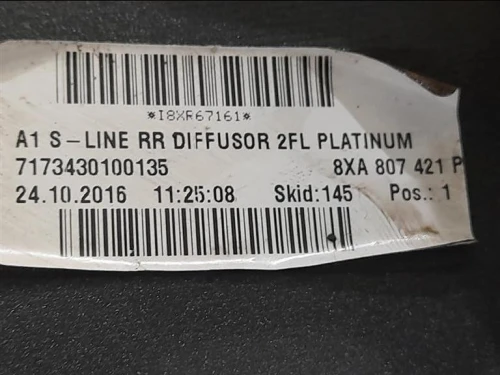 *I8XR67161*
A1 S-LINE RR DIFFUSOR 2FL PLATINUM
7173430100135 8XA 807 421 P
24.10.2016 11:25:08 Skid:145 Pos.: 1